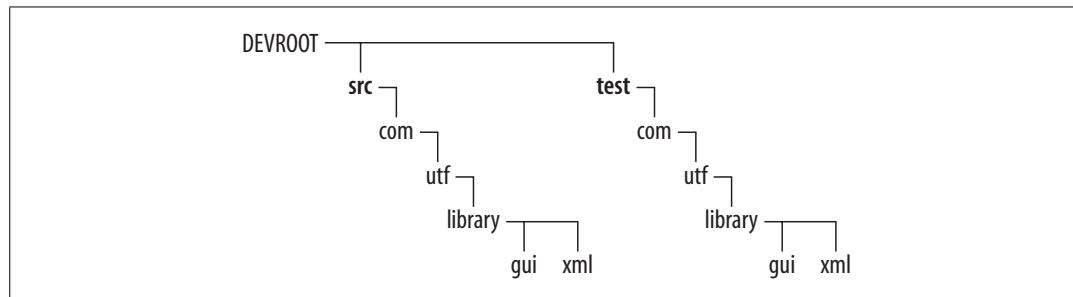 DEVROOT
src test
com com
utf utf
library library
gui xml gui xml